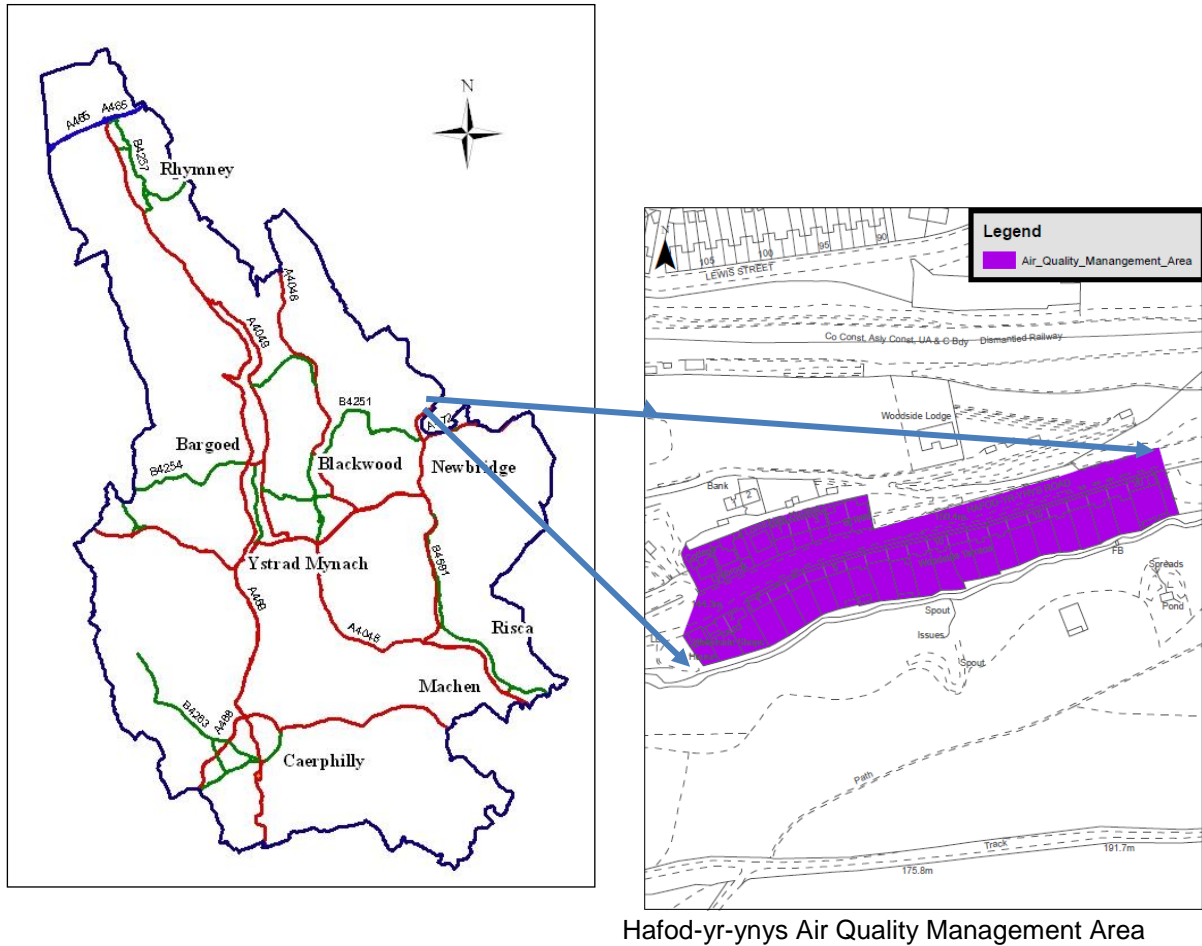 N
A465
A465
B4257
Rhymney
A4048
A4049
B4251
Bargoed
B4254
Blackwood
Newbridge
Ystrad Mynach
A469
B4591
A4048
Risca
Machen
B4263
A468
Caerphilly
N
Legend
Air_Quality_Manangement_Area
105
100
95
90
LEWIS STREET
Co Const, Asly Const, UA & C Bdy
Dismantled Railway
Woodside Lodge
Bank
2
1
FB
Spreads
Pond
Spout
Issues
Spout
Path
Track
191.7m
175.8m
Hafod-yr-ynys Air Quality Management Area